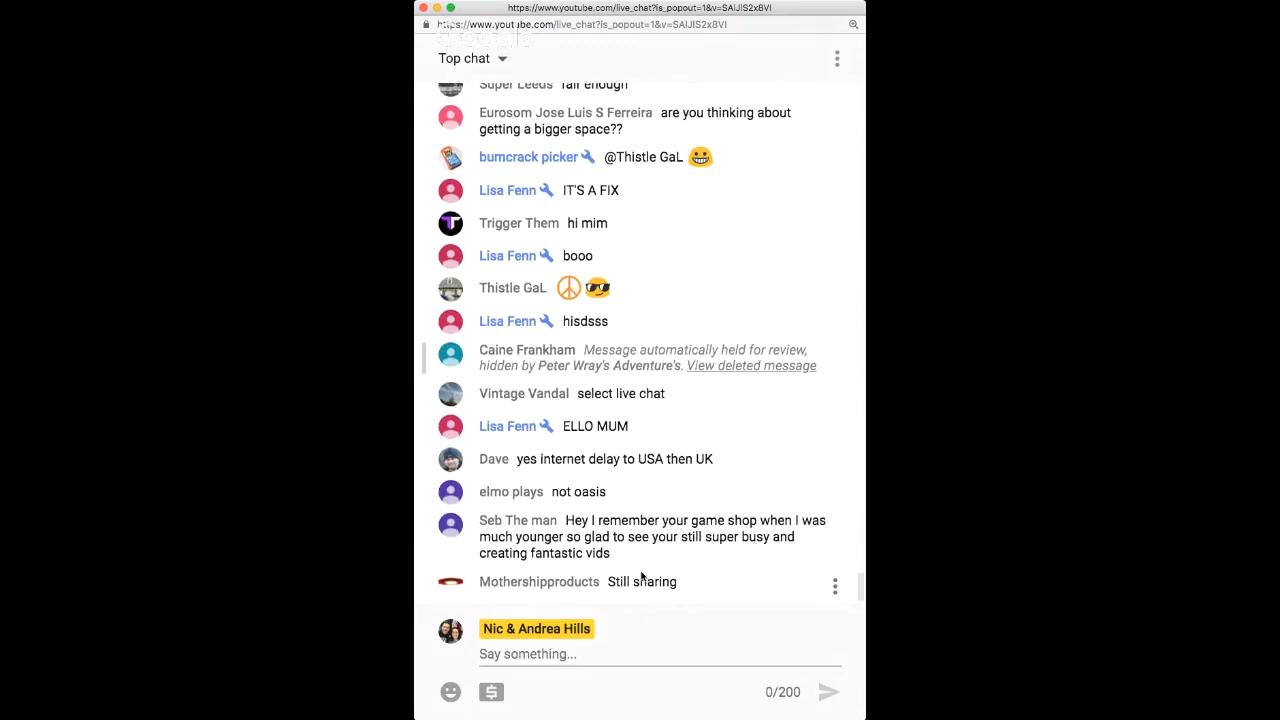 https://www.youtube.com/live_chat?is_popout=1&v=SAIJIS2x8VI
https://www.youtube.com/live_chat?is_popout=1&v=SAIJIS2x8VI
Google
Top chat
Super Leeds fair enough
Eurosom Jose Luis S Ferreira are you thinking about
getting a bigger space??
bumcrack picker @Thistle GaL
Lisa Fenn IT'S A FIX
Trigger Them hi mim
Lisa Fenn booo
Thistle GaL
Lisa Fenn hisdsss
Caine Frankham Message automatically held for review,
hidden by Peter Wray's Adventure's. View deleted message
Vintage Vandal select live chat
Lisa Fenn ELLO MUM
Dave yes internet delay to USA then UK
elmo plays not oasis
Seb The man Hey I remember your game shop when I was
much younger so glad to see your still super busy and
creating fantastic vids
Mothershipproducts Still sharing
Nic & Andrea Hills
Say something...
0/200